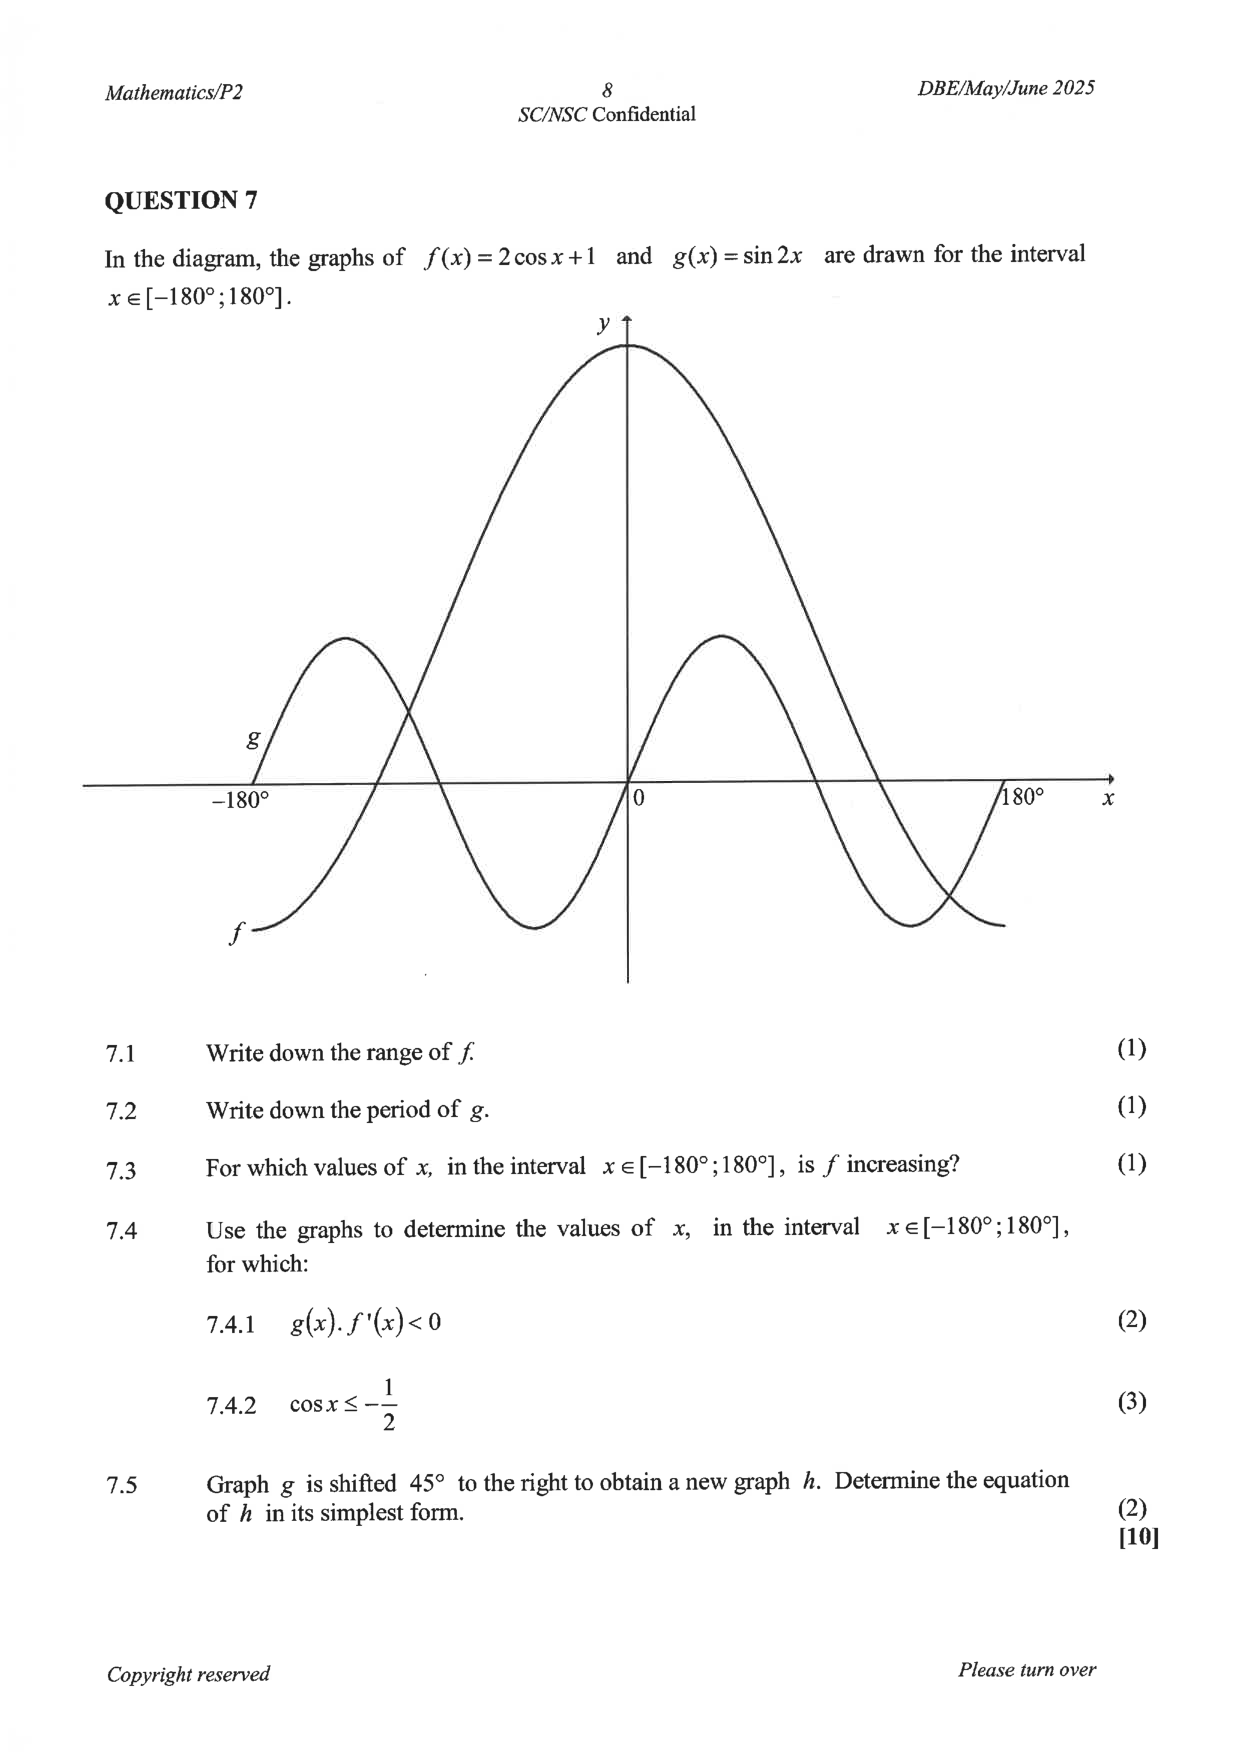 Mathematics/P2
8
DBE/May/June 2025
SC/NSC Confidential
QUESTION 7
In the diagram, the graphs of f(x) = 2cos x + 1 and g(x) = sin 2x are drawn for the interval
x ∈ [−180° ; 180°].
y
g
−180°
0
180°
x
f
7.1 Write down the range of f. (1)
7.2 Write down the period of g. (1)
7.3 For which values of x, in the interval x ∈ [−180° ; 180°], is f increasing? (1)
7.4 Use the graphs to determine the values of x, in the interval x ∈ [−180° ; 180°],
for which:
7.4.1 g(x). f '(x) < 0 (2)
7.4.2 cos x ≤ −1/2 (3)
7.5 Graph g is shifted 45° to the right to obtain a new graph h. Determine the equation
of h in its simplest form. (2)
[10]
Copyright reserved
Please turn over